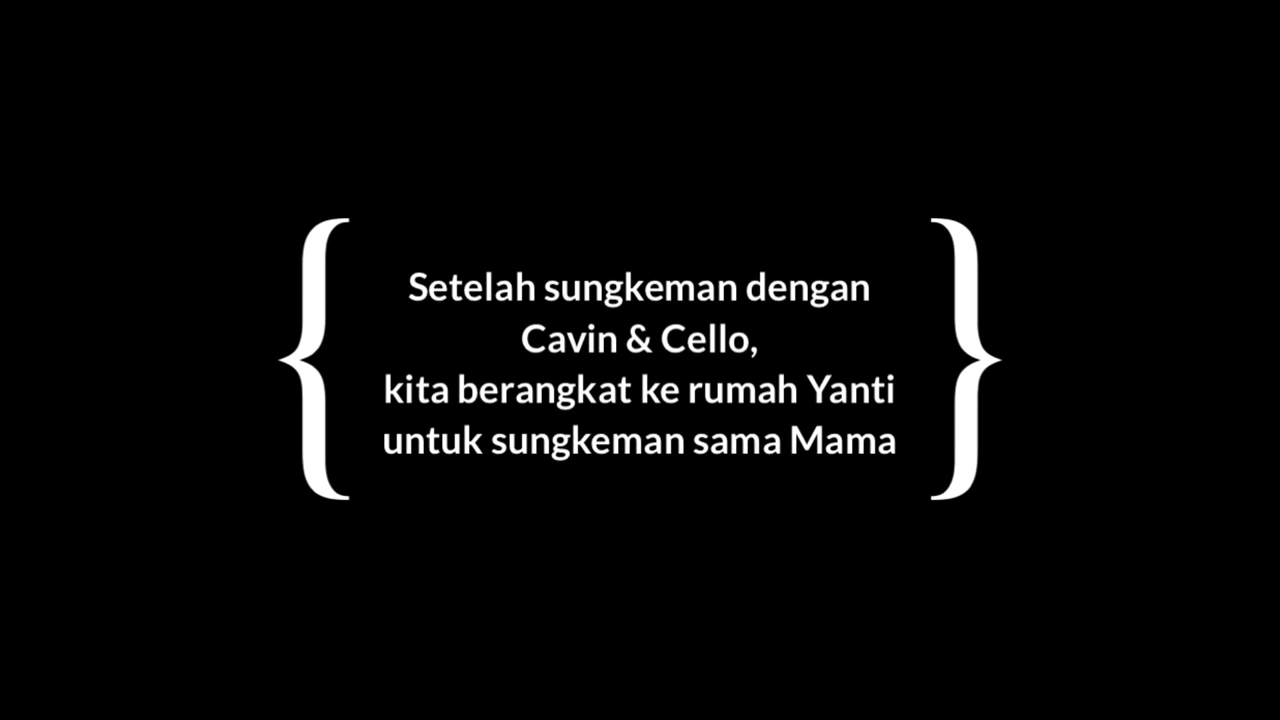 Setelah sungkeman dengan
Cavin & Cello,
kita berangkat ke rumah Yanti
untuk sungkeman sama Mama